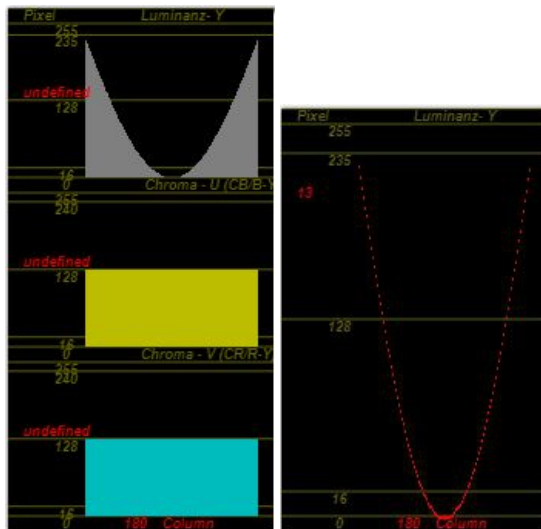 Pixel Luminanz- Y
255
235
undefined
128
16
0 Chroma - U (CB/B-Y
255
240
undefined
128
16
0 Chroma - V (CR/R-Y)
255
240
undefined
128
16
0 180 Column
Pixel Luminanz- Y
255
235
13
128
16
0 180 Column